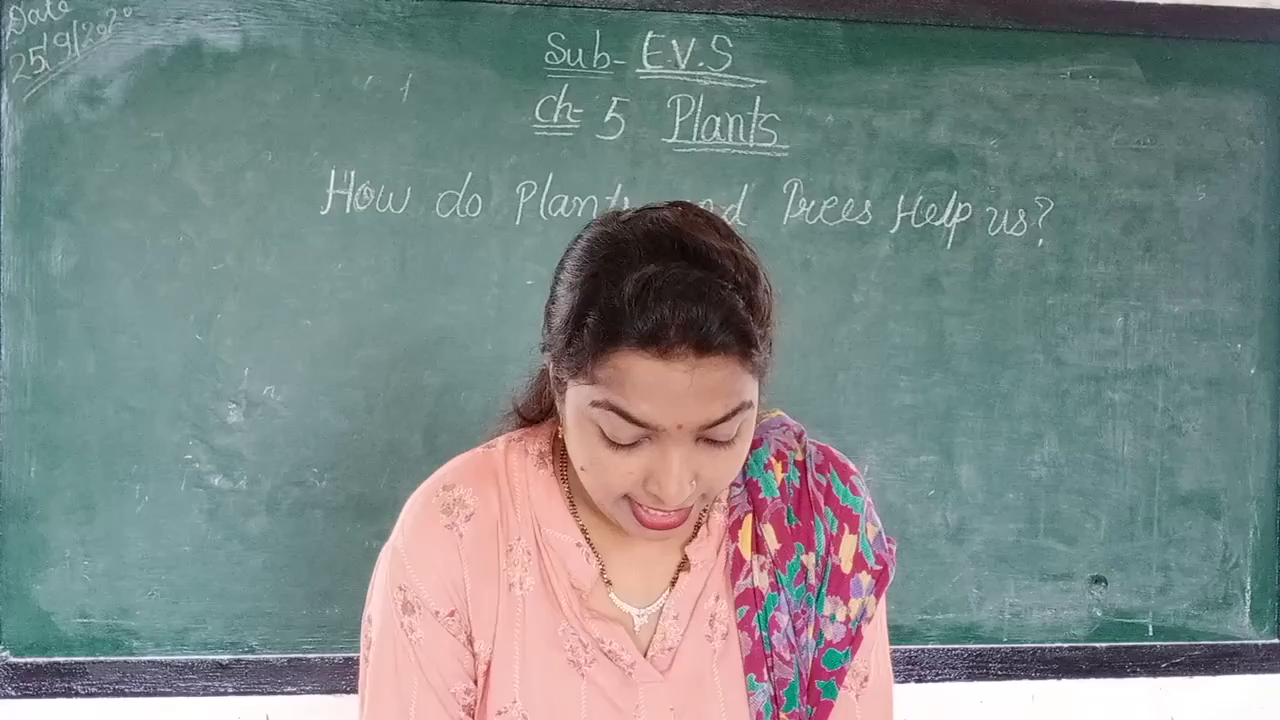 Date
25/9/2020
Sub- E.V.S
Ch- 5 Plants
How do Plants and Trees Help us?